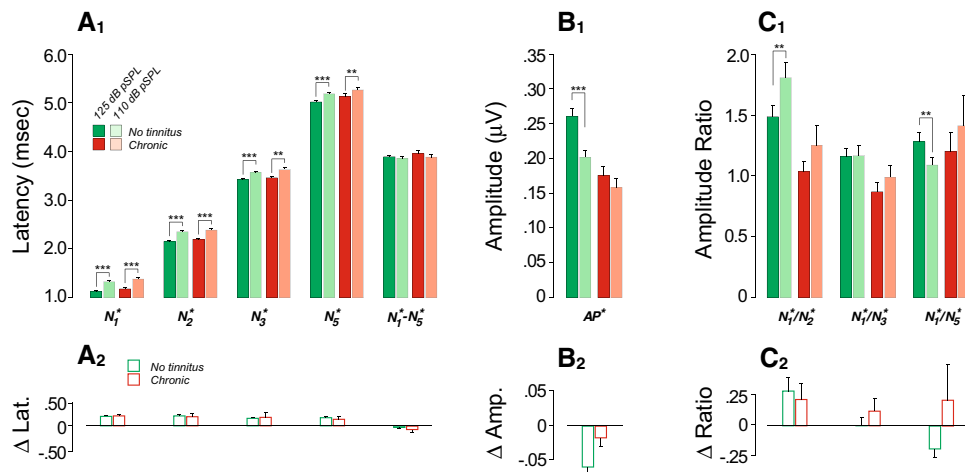 A1
B1
C1
Latency (msec)
6.0
5.0
4.0
3.0
2.0
1.0
125 dB pSPL
110 dB pSPL
No tinnitus
Chronic
***
***
***
***
***
**
***
**
N1*
N2*
N3*
N5*
N1*-N5*
Amplitude (μV)
.35
.30
.25
.20
.15
.10
.05
0
***
AP*
Amplitude Ratio
2.0
1.5
1.0
0.5
0
**
**
N1*/N2*
N1*/N3*
N1*/N5*
A2
B2
C2
Δ Lat.
.50
0
-.50
No tinnitus
Chronic
Δ Amp.
.05
0
-.05
Δ Ratio
.25
0
-.25